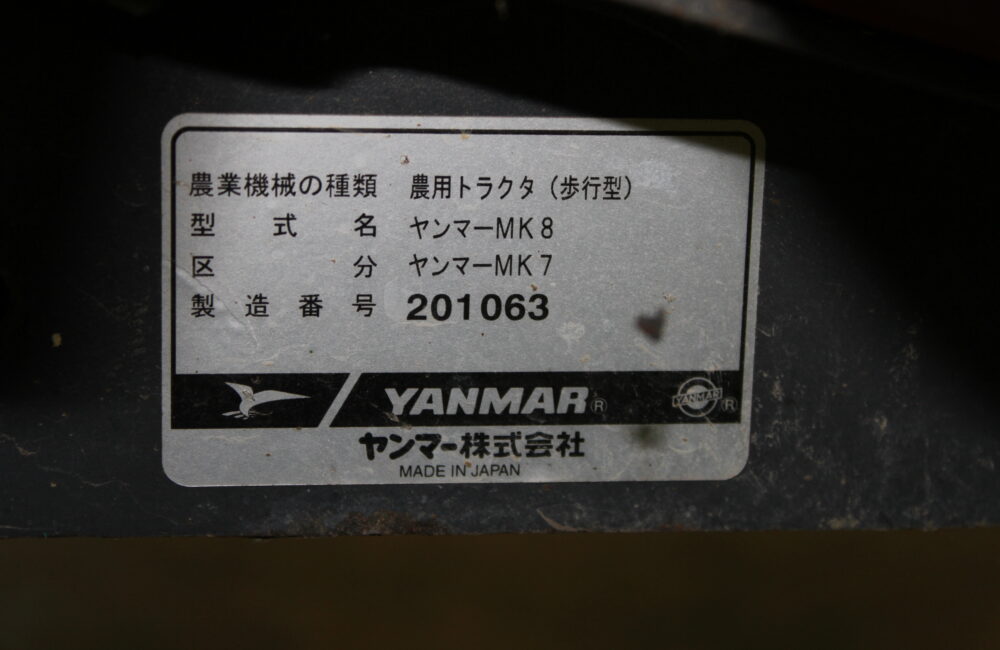 農業機械の種類 農用トラクタ（歩行型）
型式名 ヤンマーMK8
区分 ヤンマーMK7
製造番号 201063
YANMAR® YANMAR®
ヤンマー株式会社
MADE IN JAPAN